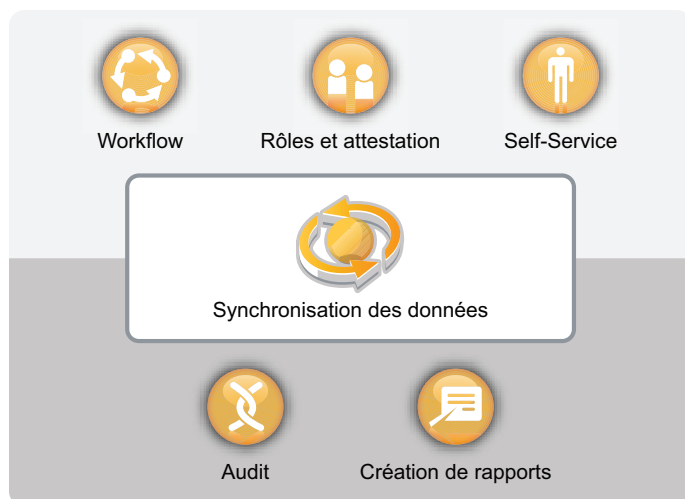 Workflow
Rôles et attestation
Self-Service
Synchronisation des données
Audit
Création de rapports